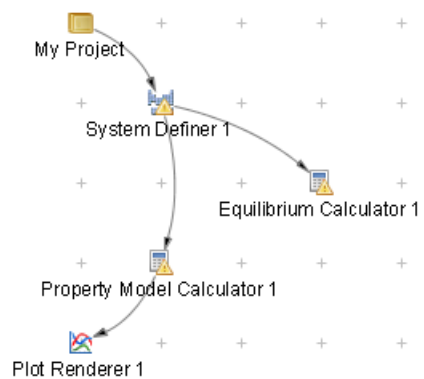 My Project
System Definer 1
Equilibrium Calculator 1
Property Model Calculator 1
Plot Renderer 1